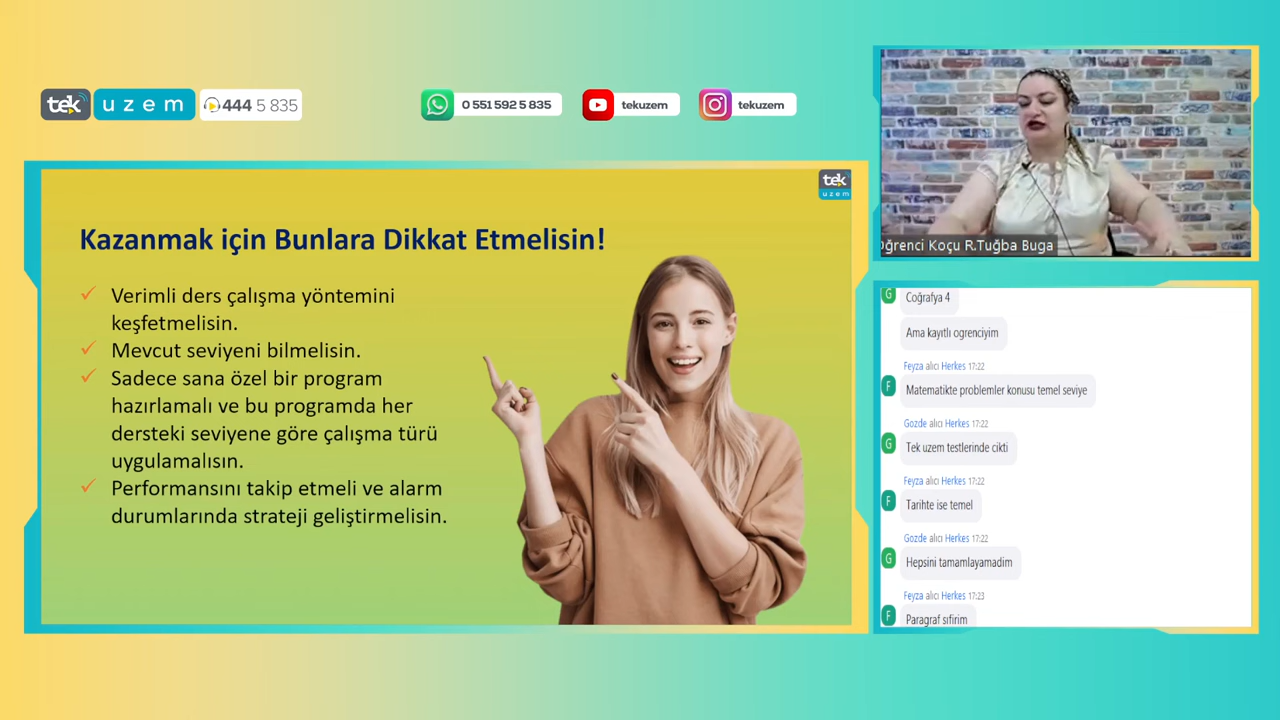 tek uzem 444 5 835
0 551 592 5 835
tekuzem
tekuzem
tek
uzem
Kazanmak için Bunlara Dikkat Etmelisin!
Verimli ders çalışma yöntemini
keşfetmelisin.
Mevcut seviyeni bilmelisin.
Sadece sana özel bir program
hazırlamalı ve bu programda her
dersteki seviyene göre çalışma türü
uygulamalısın.
Performansını takip etmeli ve alarm
durumlarında strateji geliştirmelisin.
Öğrenci Koçu R.Tuğba Buga
G
Coğrafya 4
Ama kayıtlı ogrenciyim
Feyza alıcı Herkes 17:22
F
Matematikte problemler konusu temel seviye
Gozde alıcı Herkes 17:22
G
Tek uzem testlerinde cikti
Feyza alıcı Herkes 17:22
F
Tarihte ise temel
Gozde alıcı Herkes 17:22
G
Hepsini tamamlayamadim
Feyza alıcı Herkes 17:23
F
Paragraf sıfirim